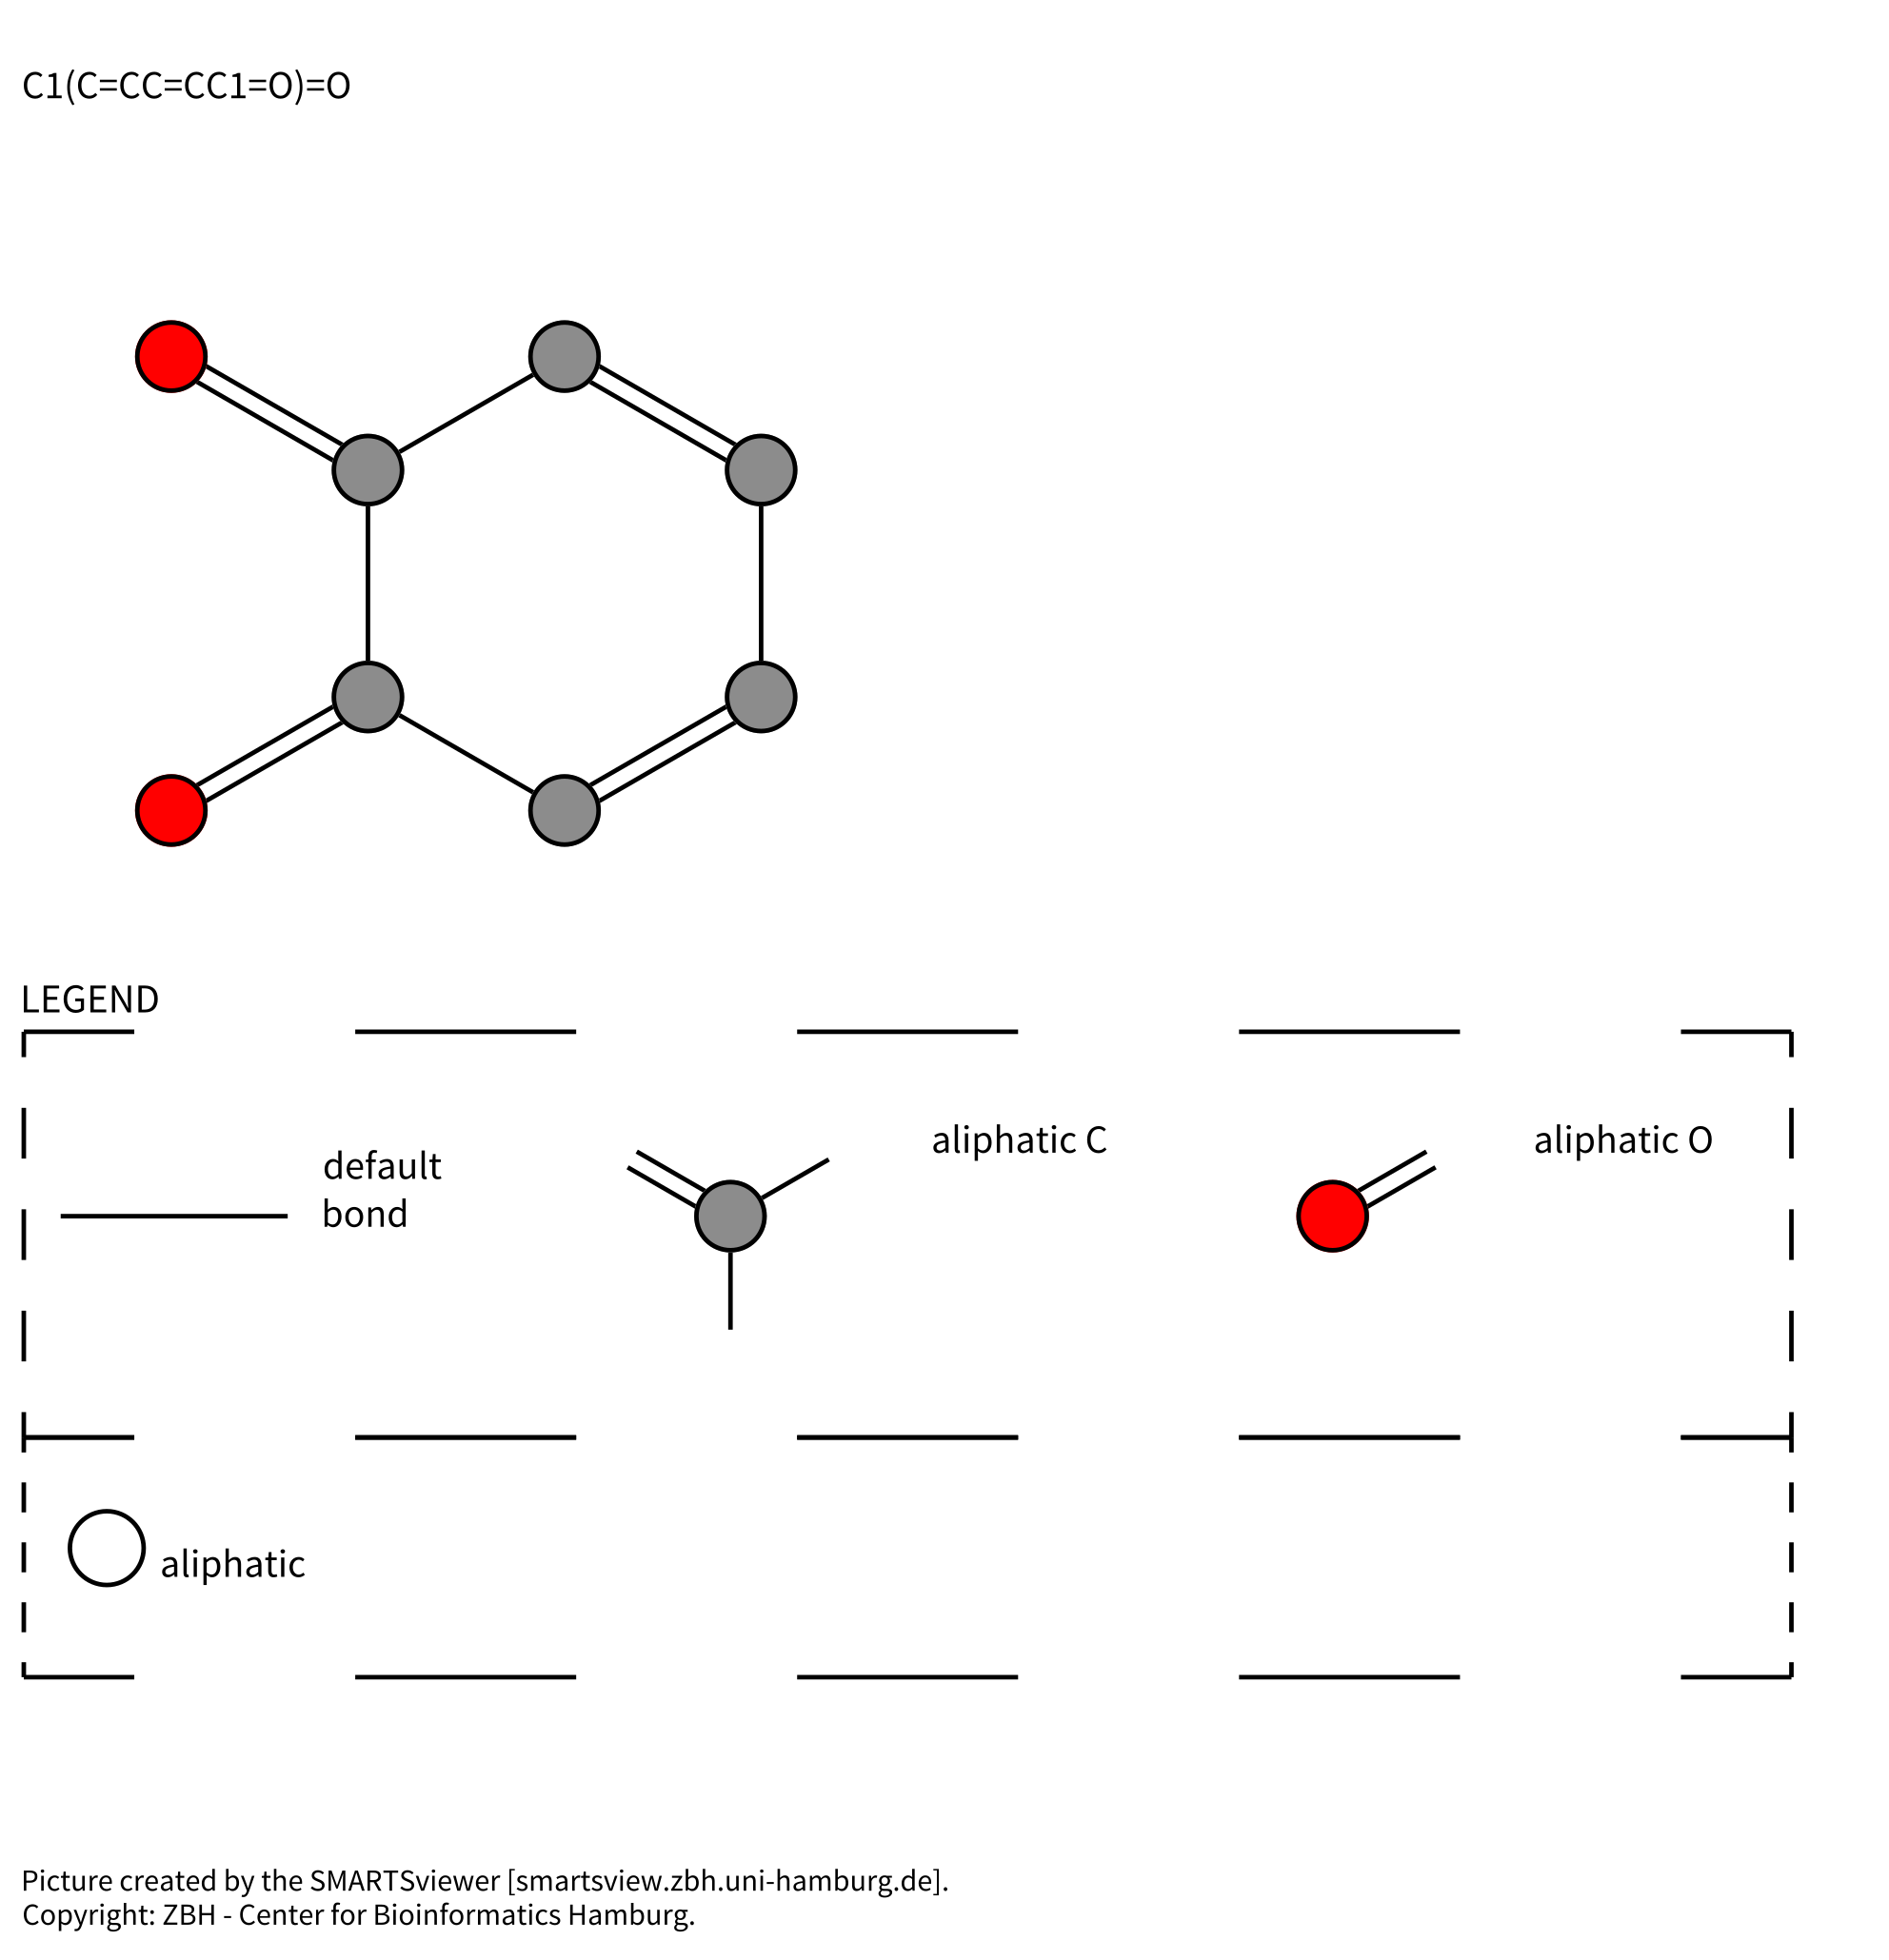 C1(C=CC=CC1=O)=O
LEGEND
default
bond
aliphatic C
aliphatic O
aliphatic
Picture created by the SMARTSviewer [smartsview.zbh.uni-hamburg.de].
Copyright: ZBH - Center for Bioinformatics Hamburg.